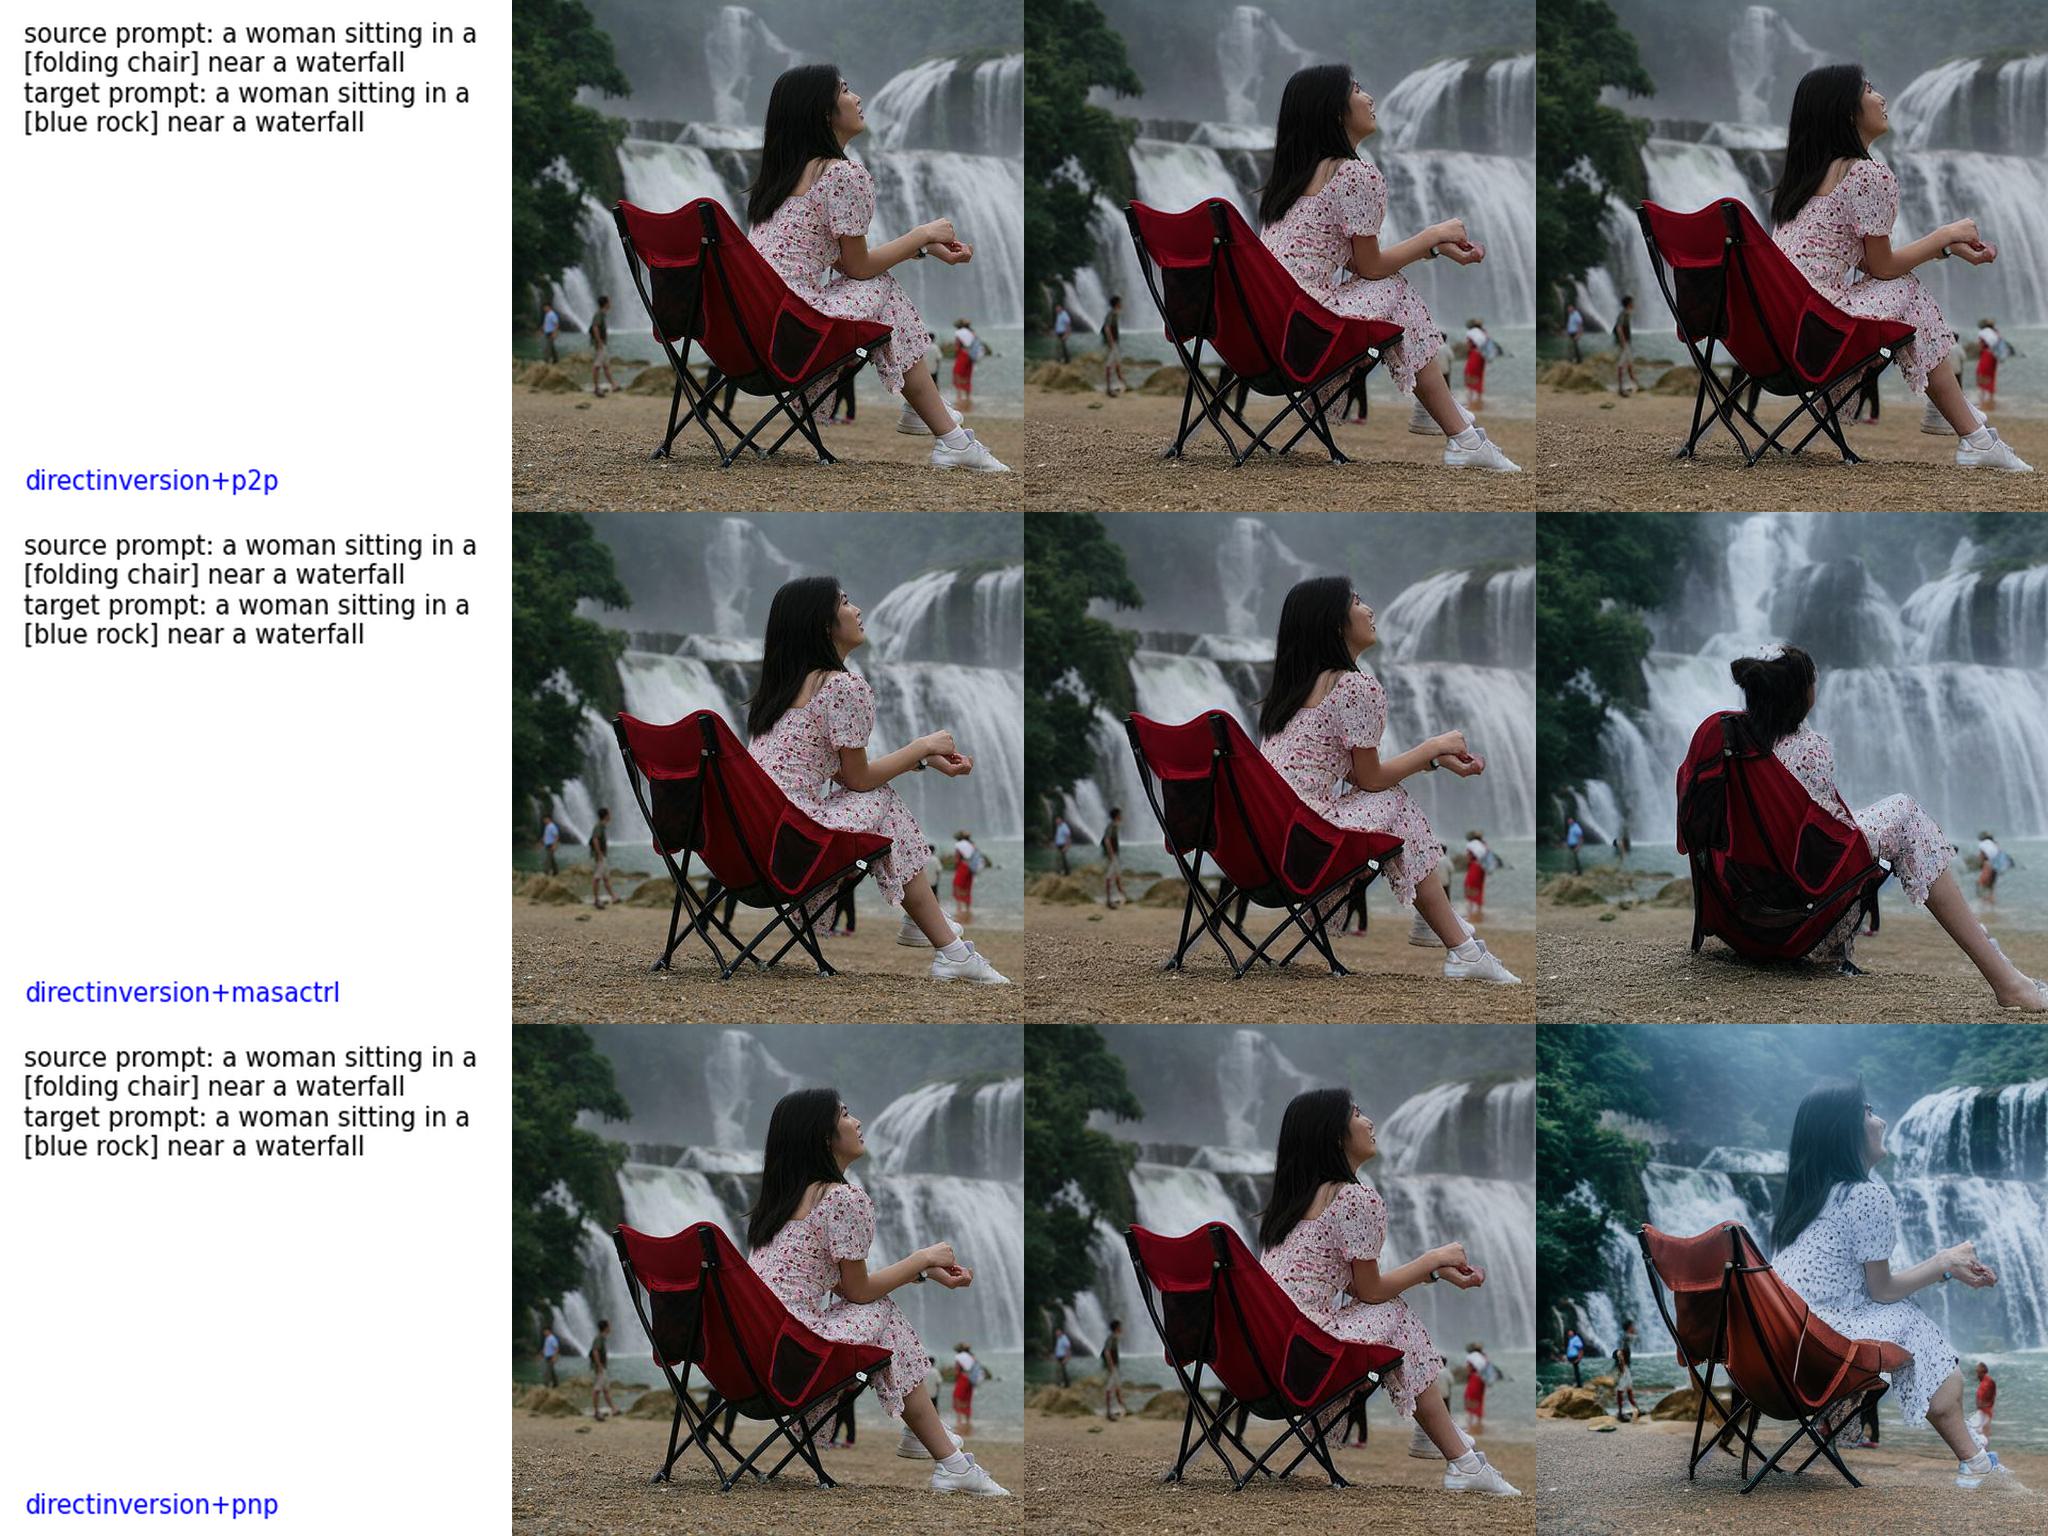 source prompt: a woman sitting in a
[folding chair] near a waterfall
target prompt: a woman sitting in a
[blue rock] near a waterfall
directinversion+p2p
source prompt: a woman sitting in a
[folding chair] near a waterfall
target prompt: a woman sitting in a
[blue rock] near a waterfall
directinversion+masactrl
source prompt: a woman sitting in a
[folding chair] near a waterfall
target prompt: a woman sitting in a
[blue rock] near a waterfall
directinversion+pnp